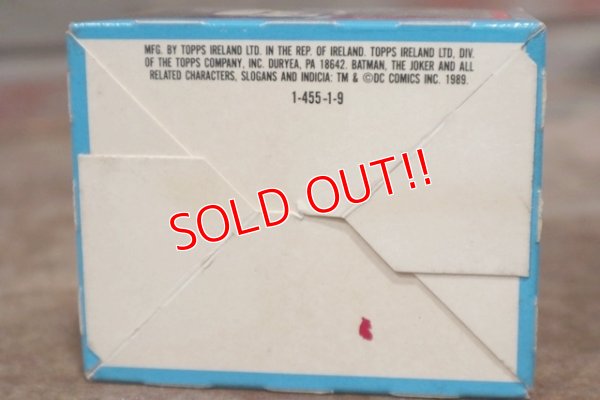 MFG. BY TOPPS IRELAND LTD. IN THE REP. OF IRELAND. TOPPS IRELAND LTD, DIV.
OF THE TOPPS COMPANY, INC. DURYEA, PA 18642. BATMAN, THE JOKER AND ALL
RELATED CHARACTERS, SLOGANS AND INDICIA: TM & ©DC COMICS INC. 1989.
1-455-1-9
SOLD OUT!!